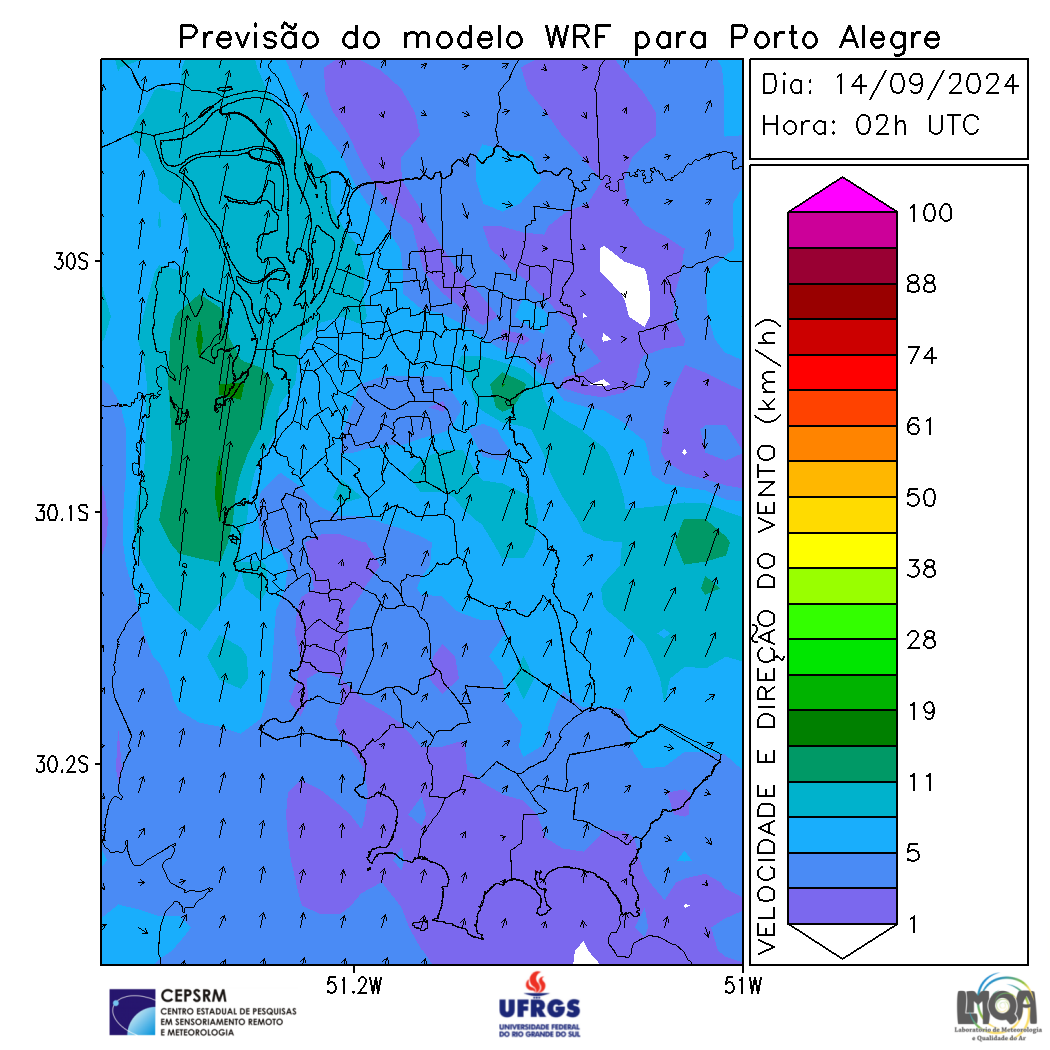 Previsão do modelo WRF para Porto Alegre
Dia: 14/09/2024
Hora: 02h UTC
30S
30.1S
30.2S
51.2W
51W
VELOCIDADE E DIREÇÃO DO VENTO (km/h)
100
88
74
61
50
38
28
19
11
5
1
CEPSRM
CENTRO ESTADUAL DE PESQUISAS
EM SENSORIAMENTO REMOTO
E METEOROLOGIA
UFRGS
UNIVERSIDADE FEDERAL
DO RIO GRANDE DO SUL
LMQA
Laboratório de Meteorologia
e Qualidade do Ar